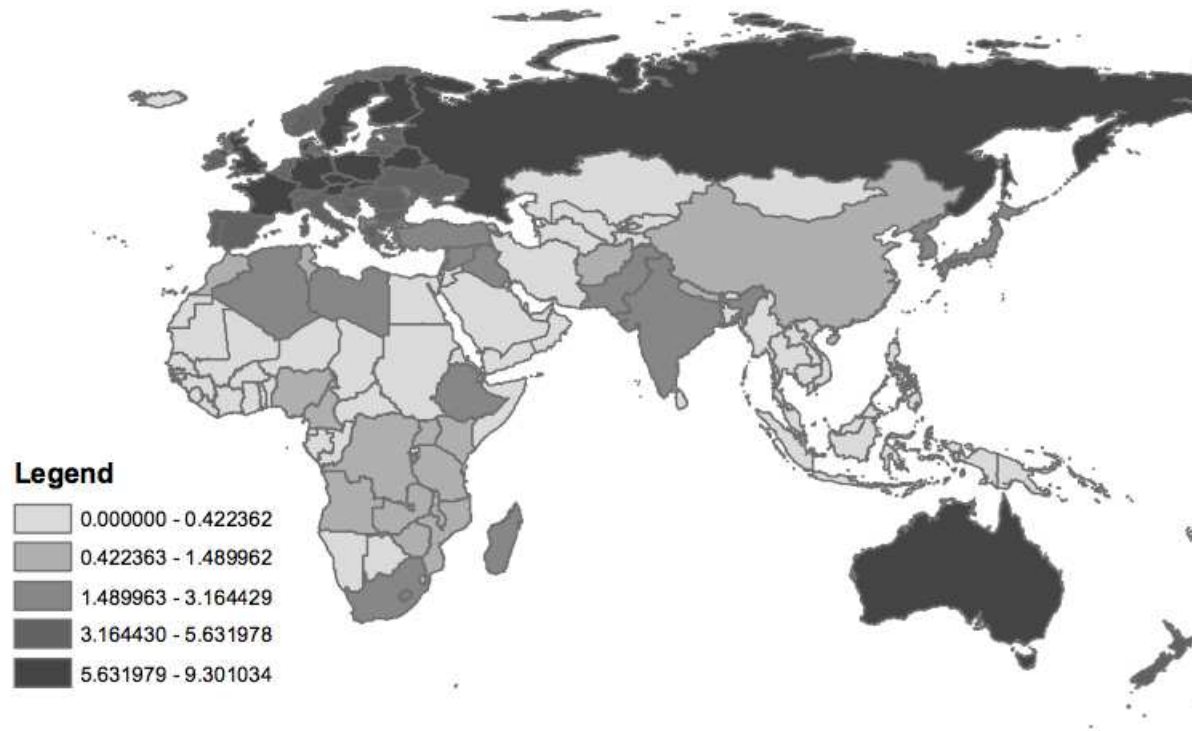 Legend
0.000000 - 0.422362
0.422363 - 1.489962
1.489963 - 3.164429
3.164430 - 5.631978
5.631979 - 9.301034